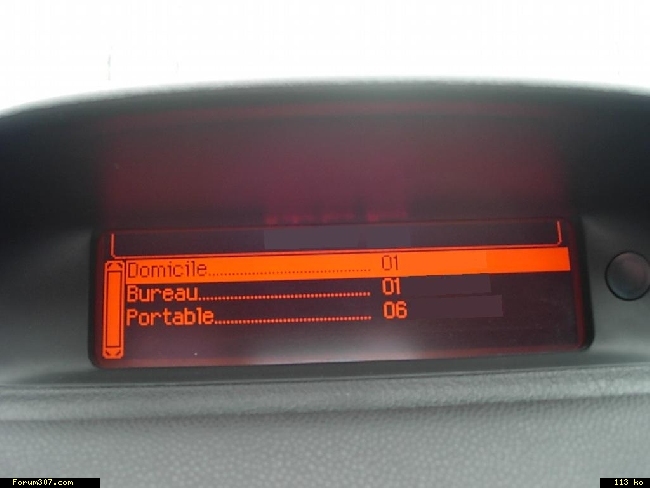 Domicile........................................ 01
Bureau.......................................... 01
Portable...................................... 06
Forum307.com
113 ko